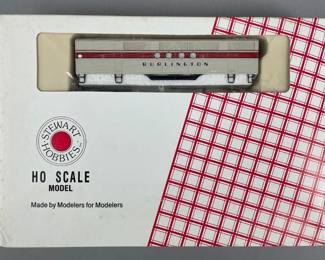 BURLINGTON
STEWART
HOBBIES
HO SCALE
MODEL
Made by Modelers for Modelers